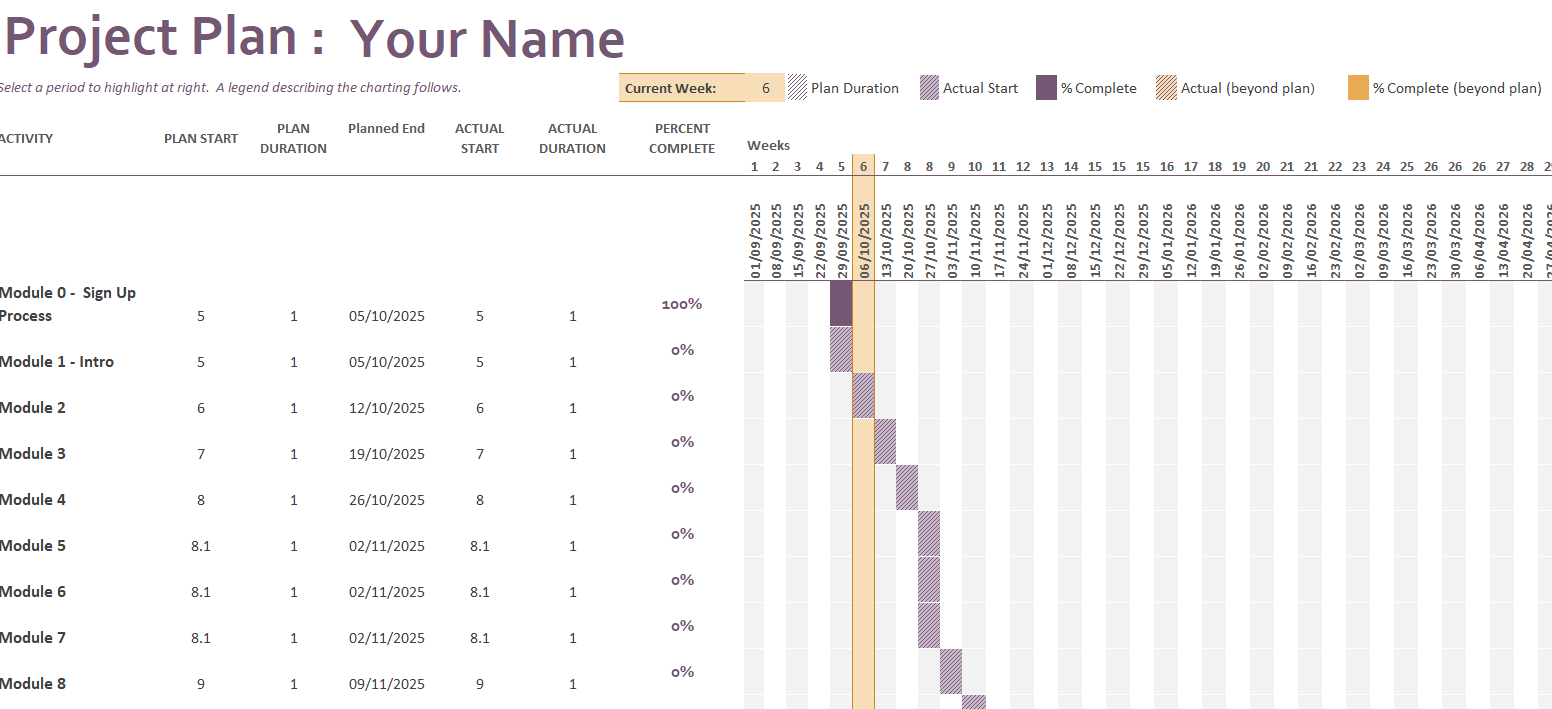 Project Plan : Your Name
Select a period to highlight at right. A legend describing the charting follows.
Current Week: 6 Plan Duration Actual Start % Complete Actual (beyond plan) % Complete (beyond plan)
ACTIVITY PLAN START PLAN DURATION Planned End ACTUAL START ACTUAL DURATION PERCENT COMPLETE
Weeks
1 2 3 4 5 6 7 8 8 9 10 11 12 13 14 15 15 15 16 17 18 19 20 21 21 22 23 24 25 26 26 26 27 28
01/09/2025 08/09/2025 15/09/2025 22/09/2025 29/09/2025 06/10/2025 13/10/2025 20/10/2025 27/10/2025 03/11/2025 10/11/2025 17/11/2025 24/11/2025 01/12/2025 08/12/2025 15/12/2025 22/12/2025 29/12/2025 05/01/2026 12/01/2026 19/01/2026 26/01/2026 02/02/2026 09/02/2026 16/02/2026 23/02/2026 02/03/2026 09/03/2026 16/03/2026 23/03/2026 30/03/2026 06/04/2026 13/04/2026 20/04/2026
Module 0 - Sign Up
Process 5 1 05/10/2025 5 1 100%
Module 1 - Intro 5 1 05/10/2025 5 1 0%
Module 2 6 1 12/10/2025 6 1 0%
Module 3 7 1 19/10/2025 7 1 0%
Module 4 8 1 26/10/2025 8 1 0%
Module 5 8.1 1 02/11/2025 8.1 1 0%
Module 6 8.1 1 02/11/2025 8.1 1 0%
Module 7 8.1 1 02/11/2025 8.1 1 0%
Module 8 9 1 09/11/2025 9 1 0%